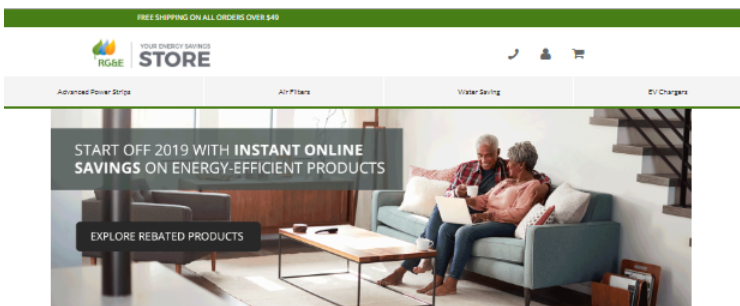 FREE SHIPPING ON ALL ORDERS OVER $49
RG&E
YOUR ENERGY SAVINGS
STORE
Advanced Power Strips
Air Filters
Water Saving
EV Chargers
START OFF 2019 WITH INSTANT ONLINE
SAVINGS ON ENERGY-EFFICIENT PRODUCTS
EXPLORE REBATED PRODUCTS